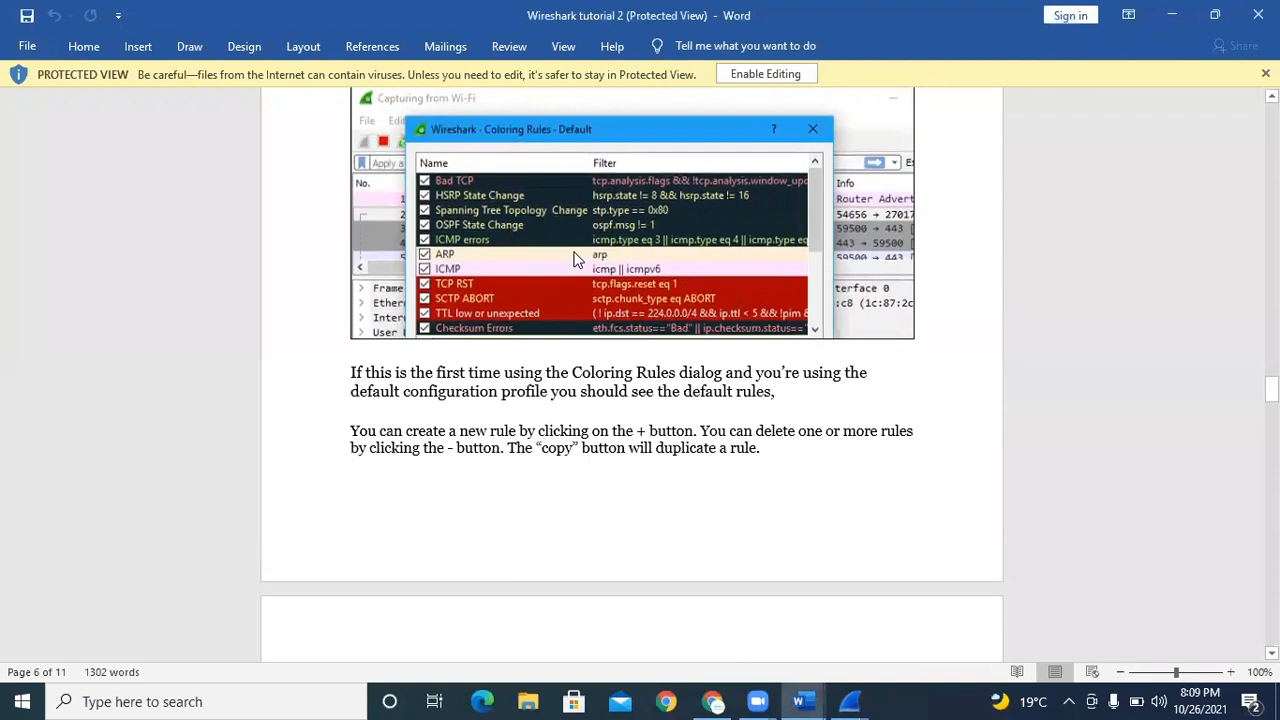 Wireshark tutorial 2 (Protected View) - Word
Sign in
File Home Insert Draw Design Layout References Mailings Review View Help Tell me what you want to do Share
PROTECTED VIEW Be careful—files from the Internet can contain viruses. Unless you need to edit, it's safer to stay in Protected View. Enable Editing
Capturing from Wi-Fi
File
Wireshark · Coloring Rules · Default
Apply a
Name Filter
No. Info
Bad TCP tcp.analysis.flags && !tcp.analysis.window_upd
HSRP State Change hsrp.state != 8 && hsrp.state != 16
1 Router Advert
Spanning Tree Topology Change stp.type == 0x80
2 54656 → 27017
OSPF State Change ospf.msg != 1
3 59500 → 443
ICMP errors icmp.type eq 3 || icmp.type eq 4 || icmp.type eq
4 443 → 59500
ARP arp
5 59500 → 443
ICMP icmp || icmpv6
TCP RST tcp.flags.reset eq 1
Frame terface 0
SCTP ABORT sctp.chunk_type eq ABORT
Ether :c8 (1c:87:2c
TTL low or unexpected ( ! ip.dst == 224.0.0.0/4 && ip.ttl < 5 && !pim &
Inter
Checksum Errors eth.fcs.status=="Bad" || ip.checksum.status==
User
If this is the first time using the Coloring Rules dialog and you're using the
default configuration profile you should see the default rules,
You can create a new rule by clicking on the + button. You can delete one or more rules
by clicking the - button. The “copy” button will duplicate a rule.
Page 6 of 11 1302 words 100%
Type here to search
19°C
8:09 PM
10/26/2021
2